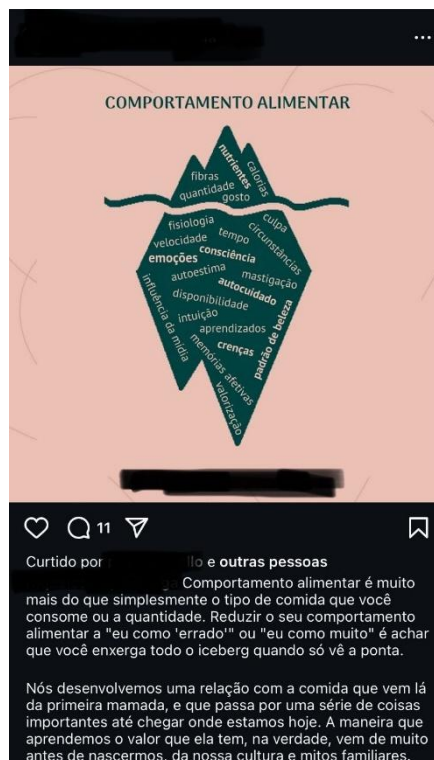 COMPORTAMENTO ALIMENTAR
nutrientes
calorias
fibras
quantidade
gosto
fisiologia
culpa
velocidade
tempo
circunstâncias
emoções
consciência
autoestima
mastigação
autocuidado
influência da mídia
disponibilidade
intuição
aprendizados
padrão de beleza
crenças
memórias afetivas
valorização
11
Curtido por
lo e outras pessoas
ga Comportamento alimentar é muito
mais do que simplesmente o tipo de comida que você
consome ou a quantidade. Reduzir o seu comportamento
alimentar a "eu como 'errado'" ou "eu como muito" é achar
que você enxerga todo o iceberg quando só vê a ponta.
Nós desenvolvemos uma relação com a comida que vem lá
da primeira mamada, e que passa por uma série de coisas
importantes até chegar onde estamos hoje. A maneira que
aprendemos o valor que ela tem, na verdade, vem de muito
antes de nascermos, da nossa cultura e mitos familiares.